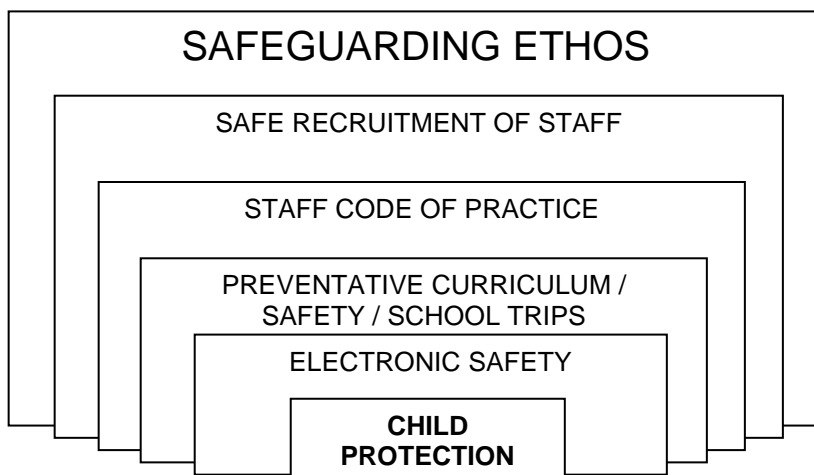 SAFEGUARDING ETHOS
SAFE RECRUITMENT OF STAFF
STAFF CODE OF PRACTICE
PREVENTATIVE CURRICULUM /
SAFETY / SCHOOL TRIPS
ELECTRONIC SAFETY
CHILD
PROTECTION